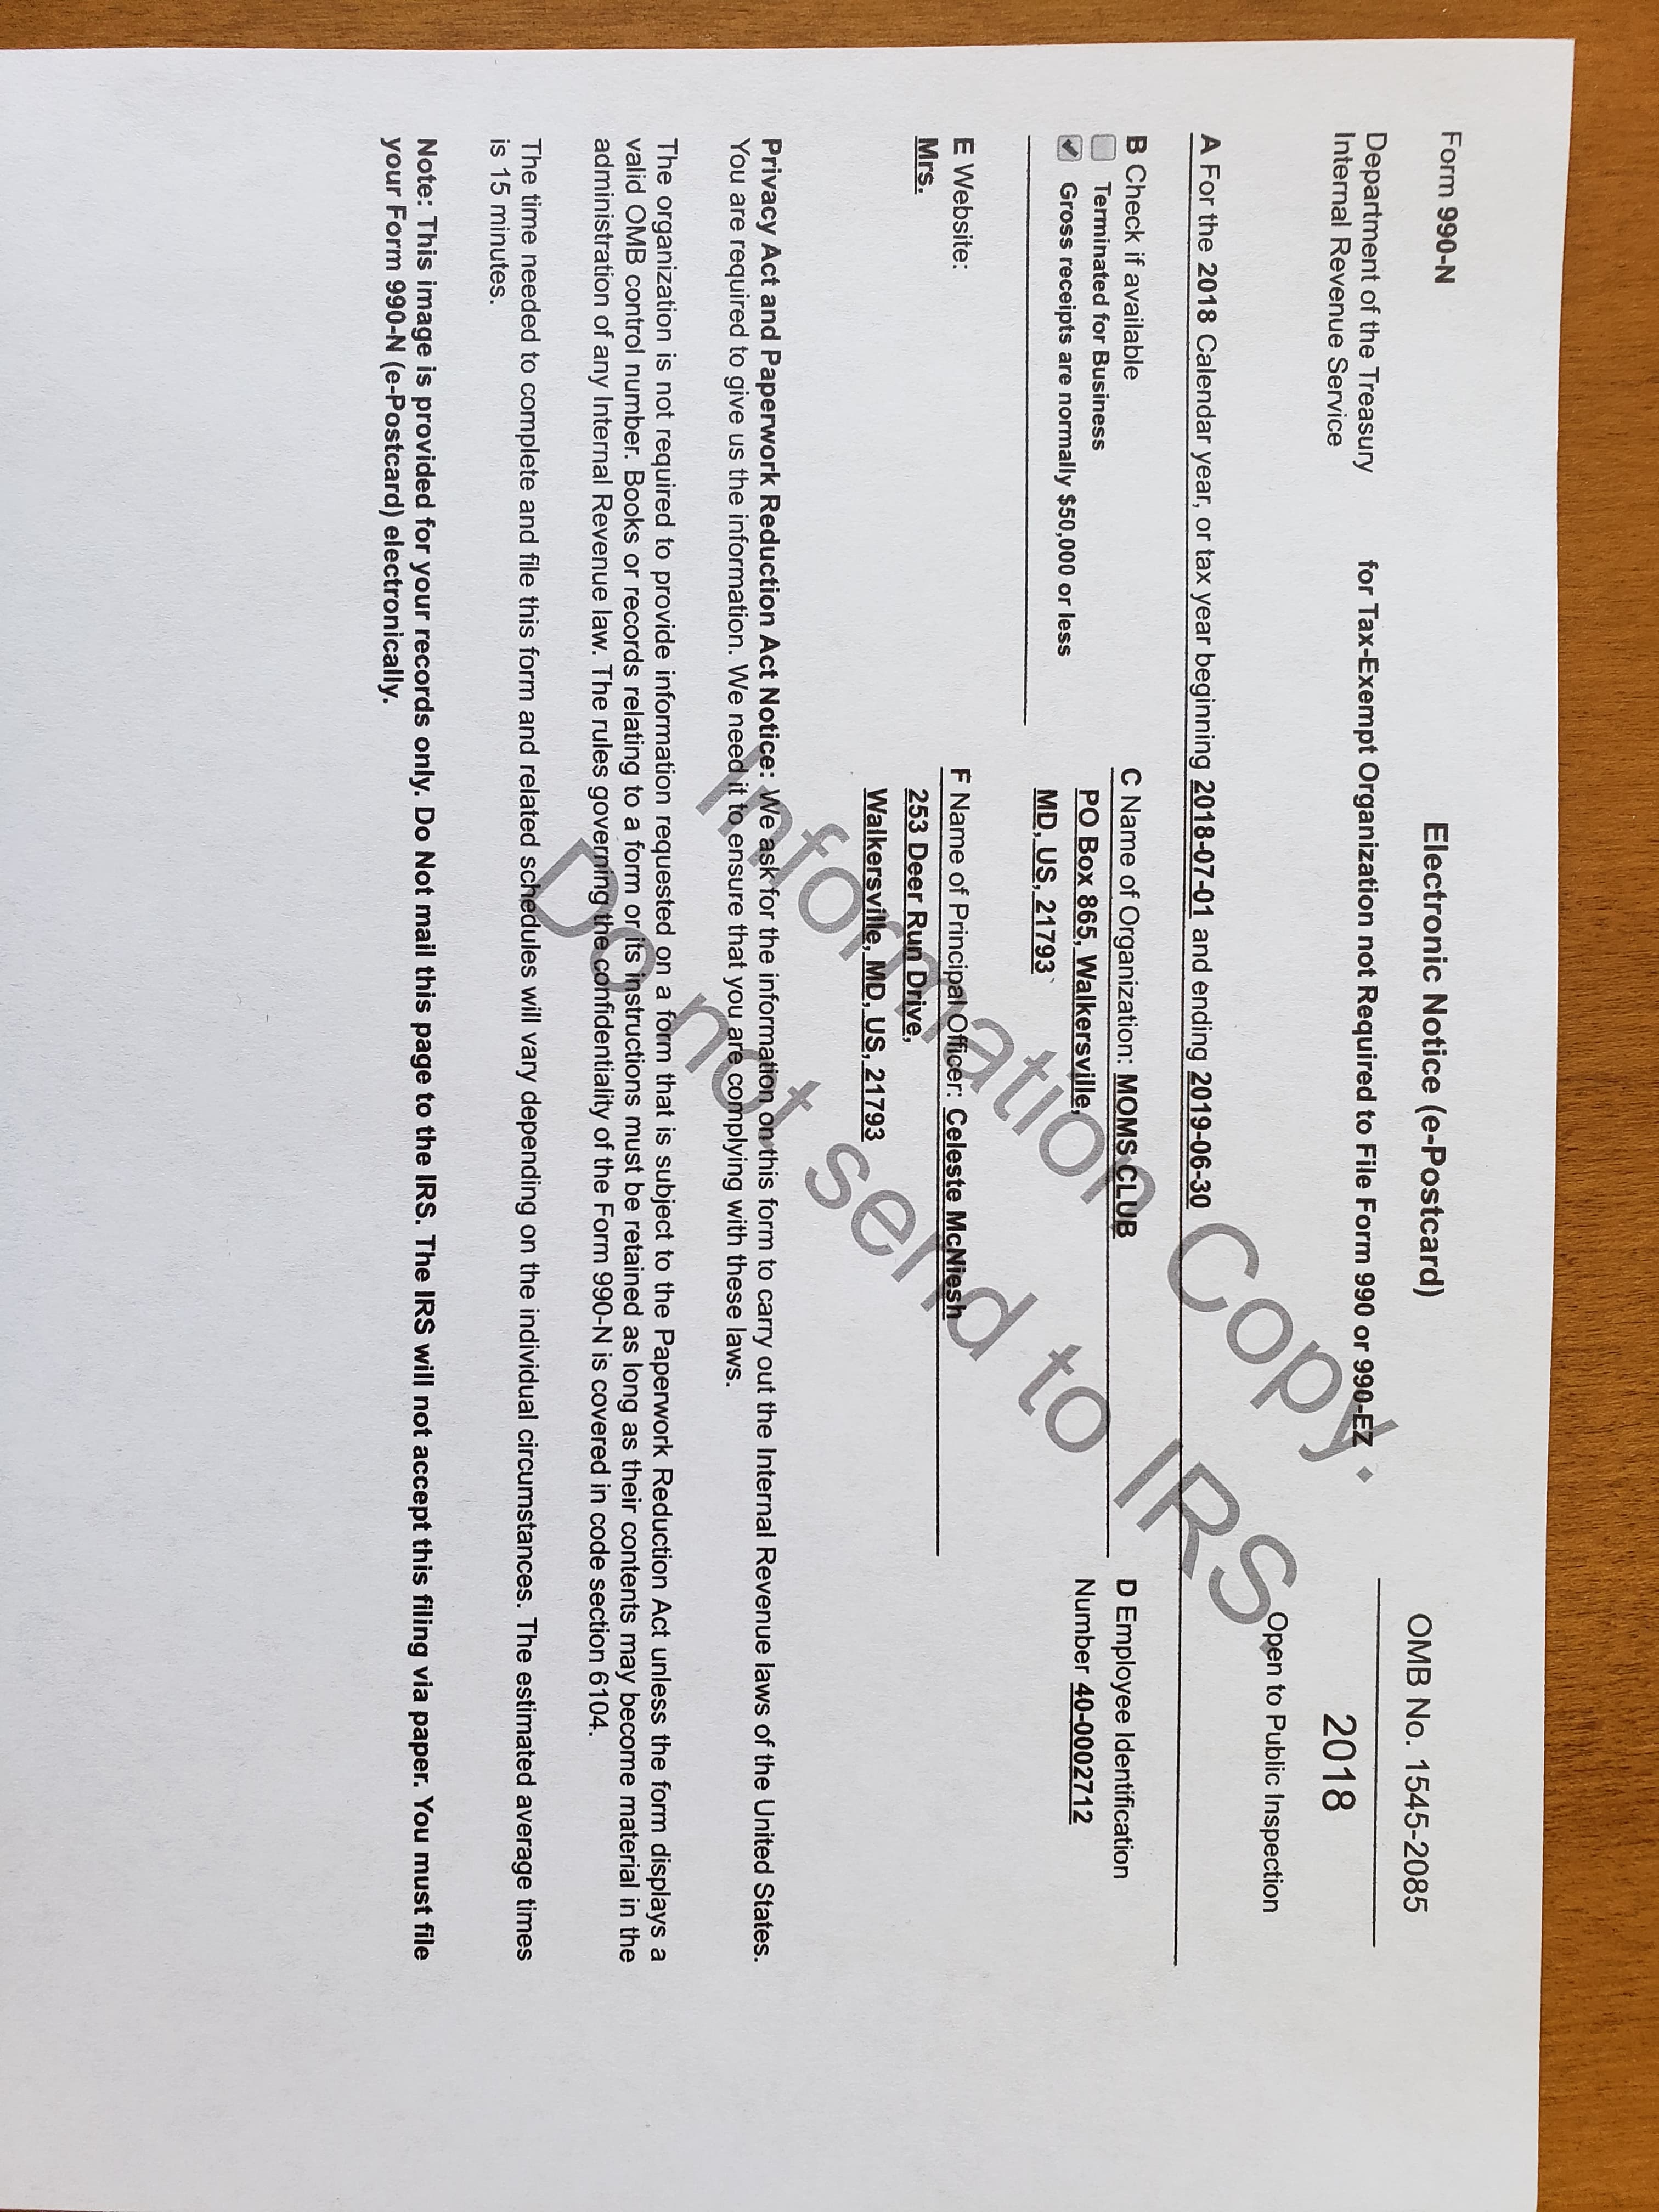 Form 990-N
Electronic Notice (e-Postcard)
OMB No. 1545-2085
Department of the Treasury
Internal Revenue Service
for Tax-Exempt Organization not Required to File Form 990 or 990-EZ
2018
Open to Public Inspection
A For the 2018 Calendar year, or tax year beginning 2018-07-01 and ending 2019-06-30
B Check if available
Terminated for Business
Gross receipts are normally $50,000 or less
C Name of Organization: MOMS CLUB
PO Box 865, Walkersville,
MD, US, 21793
D Employee Identification
Number 40-0002712
E Website:
Mrs.
F Name of Principal Officer: Celeste McNiesh
253 Deer Run Drive,
Walkersville, MD, US, 21793
Privacy Act and Paperwork Reduction Act Notice: We ask for the information on this form to carry out the Internal Revenue laws of the United States.
You are required to give us the information. We need it to ensure that you are complying with these laws.
The organization is not required to provide information requested on a form that is subject to the Paperwork Reduction Act unless the form displays a
valid OMB control number. Books or records relating to a form or its instructions must be retained as long as their contents may become material in the
administration of any Internal Revenue law. The rules governing the confidentiality of the Form 990-N is covered in code section 6104.
The time needed to complete and file this form and related schedules will vary depending on the individual circumstances. The estimated average times
is 15 minutes.
Note: This image is provided for your records only. Do Not mail this page to the IRS. The IRS will not accept this filing via paper. You must file
your Form 990-N (e-Postcard) electronically.
Information Copy.
Do not send to IRS.